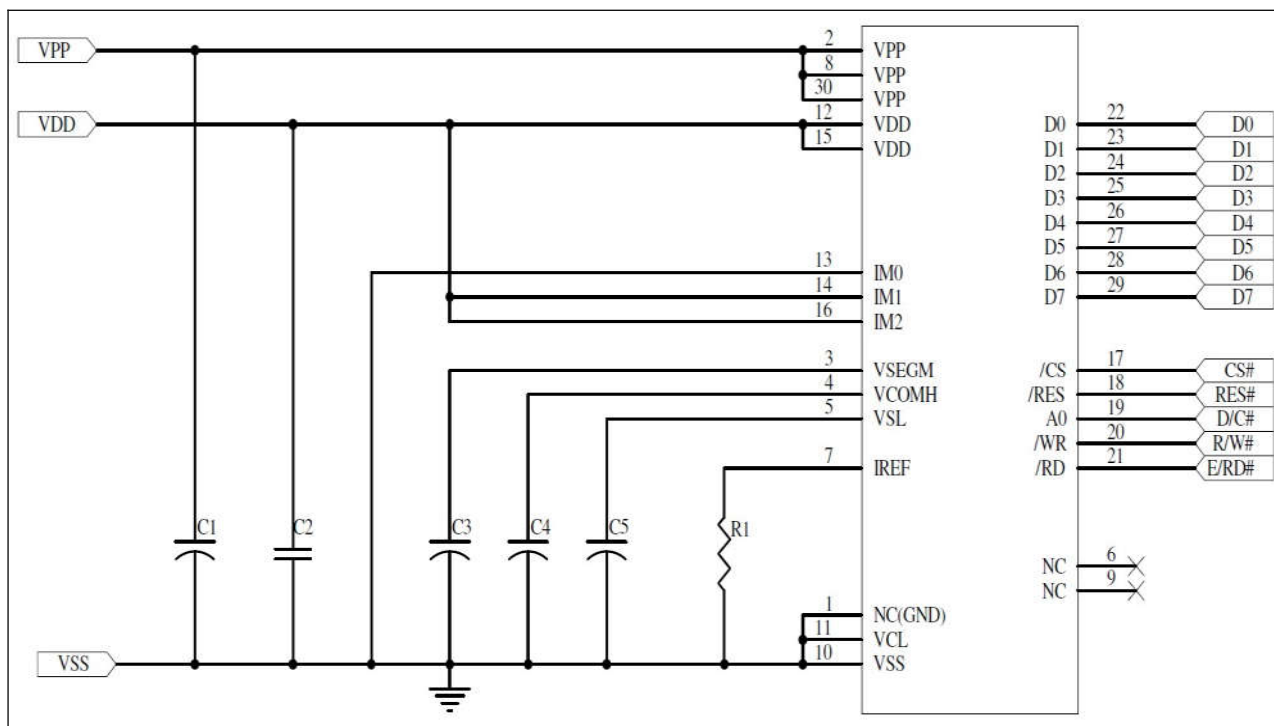 VPP
2
VPP
8
VPP
30
VPP
VDD
12
VDD
15
VDD
D0
22
D0
D1
23
D1
D2
24
D2
D3
25
D3
D4
26
D4
D5
27
D5
D6
28
D6
D7
29
D7
13
IM0
14
IM1
16
IM2
3
VSEGM
4
VCOMH
5
VSL
7
IREF
/CS
17
CS#
/RES
18
RES#
A0
19
D/C#
/WR
20
R/W#
/RD
21
E/RD#
C1
C2
C3
C4
C5
R1
NC
6
NC
9
1
NC(GND)
11
VCL
VSS
10
VSS